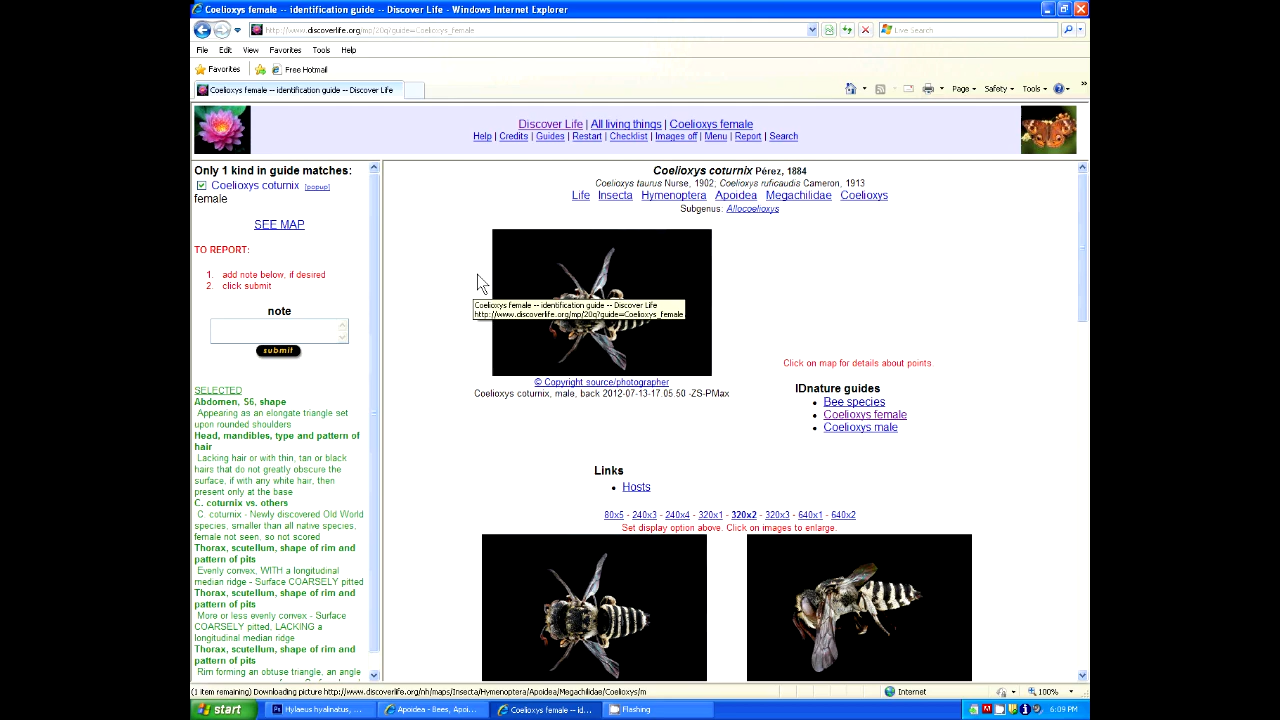 Coelioxys female -- identification guide -- Discover Life - Windows Internet Explorer
http://www.discoverlife.org/mp/20q?guide=Coelioxys_female
Live Search
File Edit View Favorites Tools Help
Favorites Free Hotmail
Coelioxys female -- identification guide -- Discover Life
Page Safety Tools
Discover Life | All living things | Coelioxys female
Help | Credits | Guides | Restart | Checklist | Images off | Menu | Report | Search
Only 1 kind in guide matches:
Coelioxys coturnix [popup]
female
SEE MAP
TO REPORT:
1. add note below, if desired
2. click submit
note
submit
SELECTED
Abdomen, S6, shape
Appearing as an elongate triangle set
upon rounded shoulders
Head, mandibles, type and pattern of
hair
Lacking hair or with thin, tan or black
hairs that do not greatly obscure the
surface, if with any white hair, then
present only at the base
C. coturnix vs. others
C. coturnix - Newly discovered Old World
species, smaller than all native species,
female not seen, so not scored
Thorax, scutellum, shape of rim and
pattern of pits
Evenly convex, WITH a longitudinal
median ridge - Surface COARSELY pitted
Thorax, scutellum, shape of rim and
pattern of pits
More or less evenly convex - Surface
COARSELY pitted, LACKING a
longitudinal median ridge
Thorax, scutellum, shape of rim and
pattern of pits
Rim forming an obtuse triangle, an angle
Coelioxys coturnix Pérez, 1884
Coelioxys taurus Nurse, 1902; Coelioxys ruficaudia Cameron, 1913
Life Insecta Hymenoptera Apoidea Megachilidae Coelioxys
Subgenus: Allocoelioxys
Coelioxys female -- identification guide -- Discover Life
http://www.discoverlife.org/mp/20q?guide=Coelioxys_female
© Copyright source/photographer
Coelioxys coturnix, male, back 2012-07-13-17.05.50 -ZS-PMax
Click on map for details about points.
IDnature guides
Bee species
Coelioxys female
Coelioxys male
Links
Hosts
80x5 - 240x3 - 240x4 - 320x1 - 320x2 - 320x3 - 640x1 - 640x2
Set display option above. Click on images to enlarge.
(1 item remaining) Downloading picture http://www.discoverlife.org/nh/maps/Insecta/Hymenoptera/Apoidea/Megachilidae/Coelioxys/m
Internet
100%
start
Hylaeus hyalinatus, ...
Apoidea - Bees, Apoi...
Coelioxys female -- id...
Flashing
6:09 PM